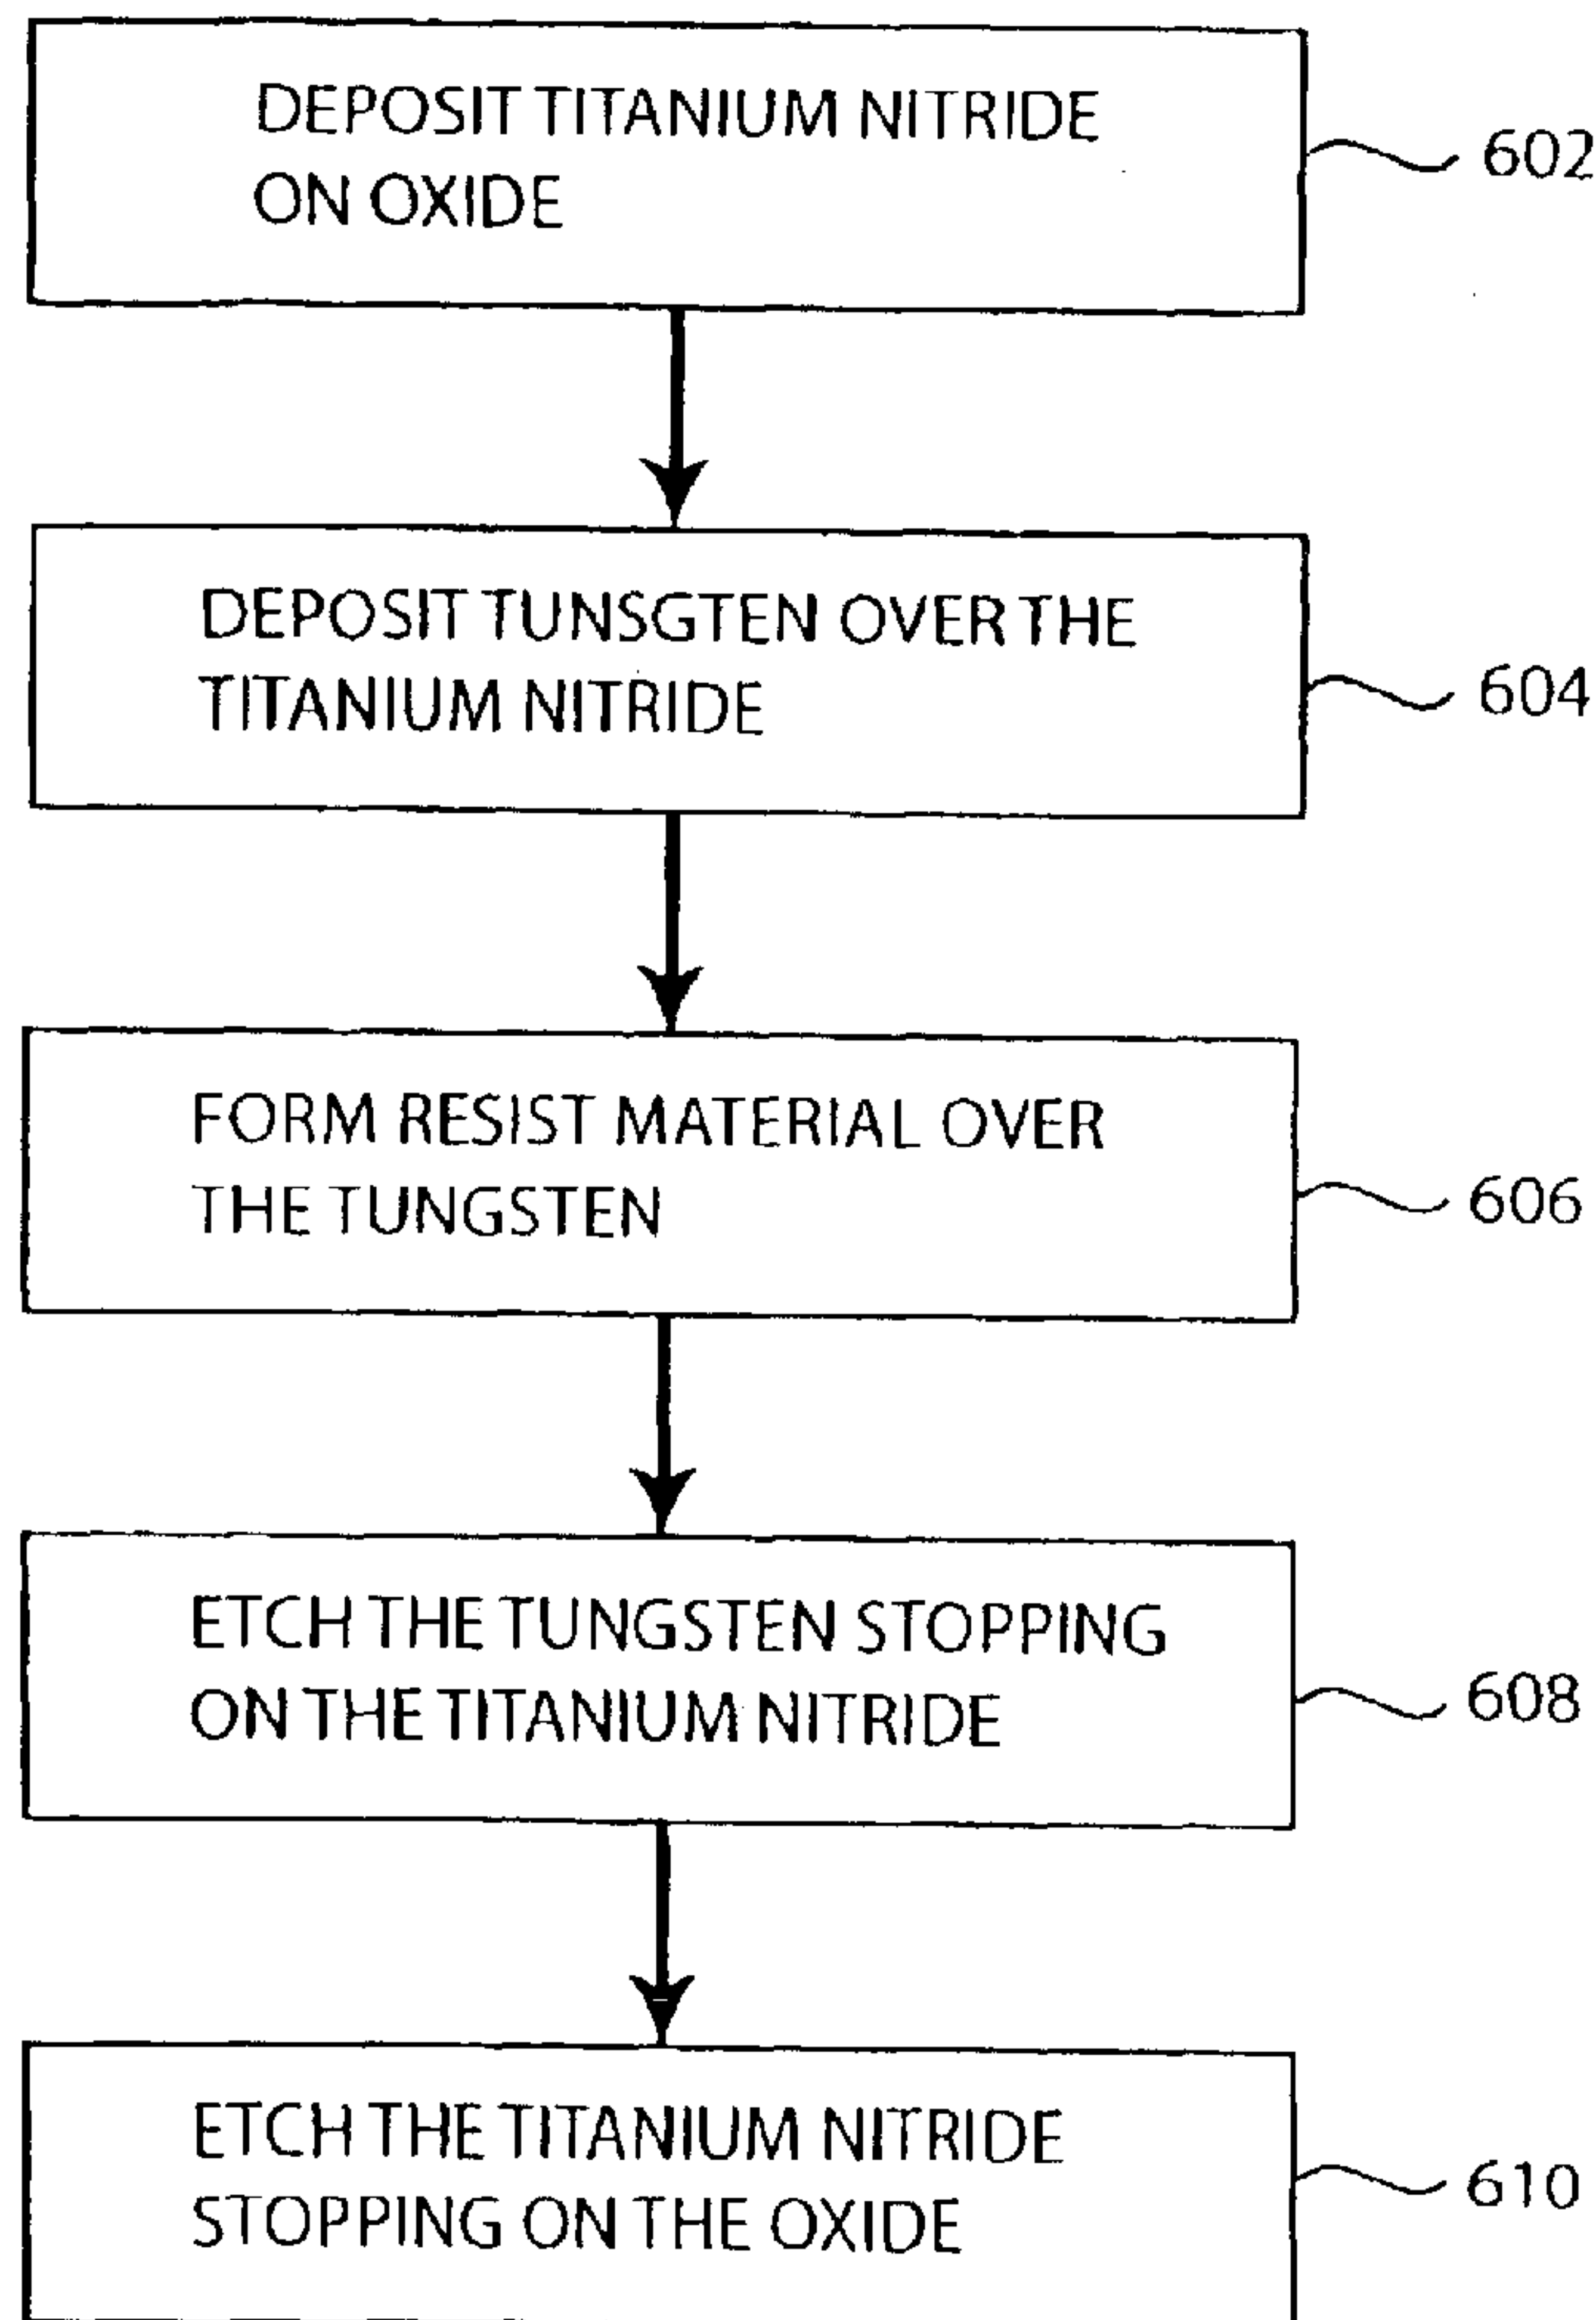 DEPOSIT TITANIUM NITRIDE
ON OXIDE
602
DEPOSIT TUNSGTEN OVER THE
TITANIUM NITRIDE
604
FORM RESIST MATERIAL OVER
THE TUNGSTEN
606
ETCH THE TUNGSTEN STOPPING
ON THE TITANIUM NITRIDE
608
ETCH THE TITANIUM NITRIDE
STOPPING ON THE OXIDE
610